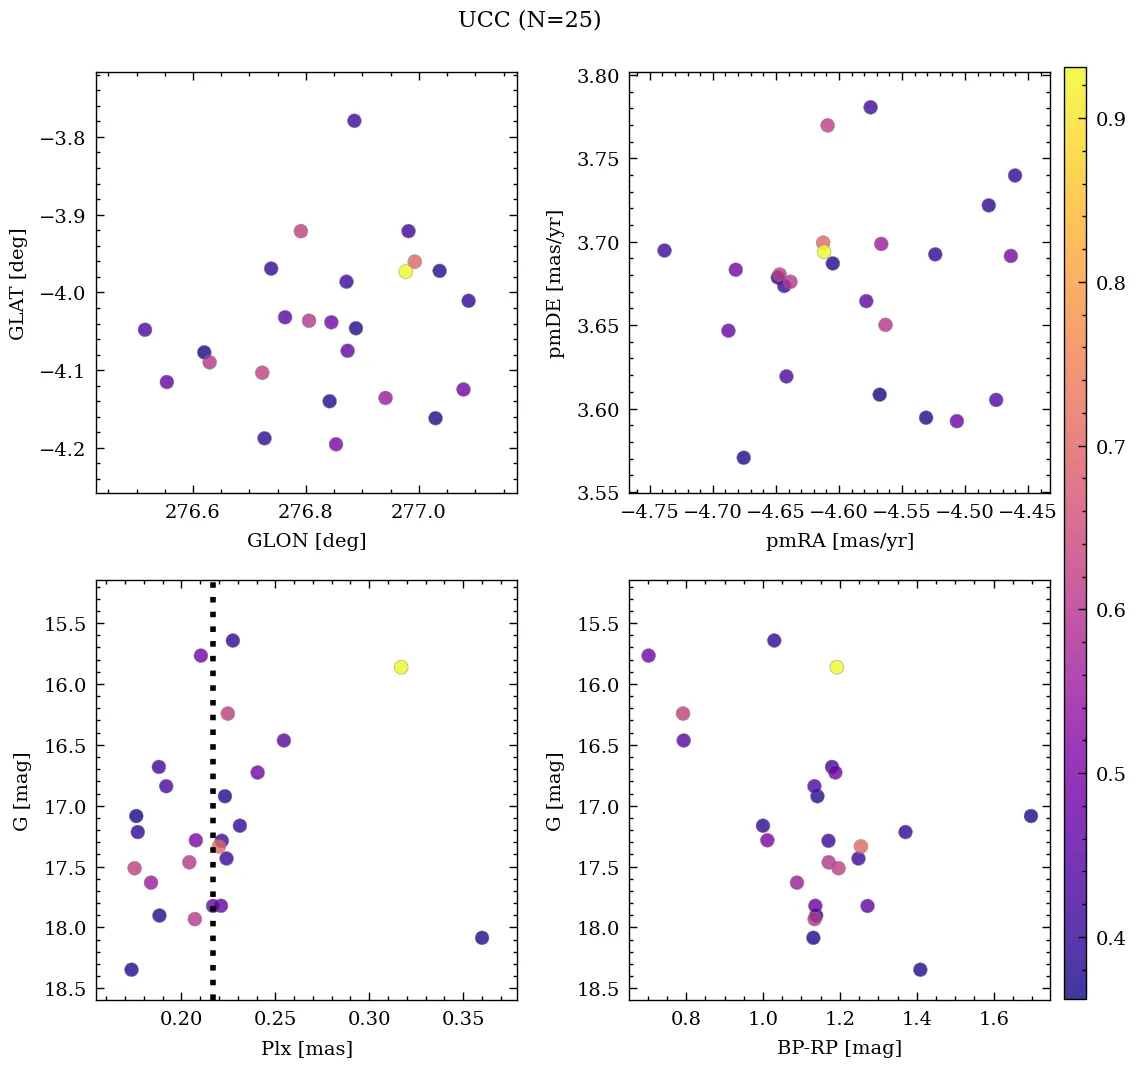 UCC (N=25)
−3.8
−3.9
−4.0
−4.1
−4.2
GLAT [deg]
276.6 276.8 277.0
GLON [deg]
3.80
3.75
3.70
3.65
3.60
3.55
pmDE [mas/yr]
−4.75 −4.70 −4.65 −4.60 −4.55 −4.50 −4.45
pmRA [mas/yr]
15.5
16.0
16.5
17.0
17.5
18.0
18.5
G [mag]
0.20 0.25 0.30 0.35
Plx [mas]
15.5
16.0
16.5
17.0
17.5
18.0
18.5
G [mag]
0.8 1.0 1.2 1.4 1.6
BP-RP [mag]
0.9
0.8
0.7
0.6
0.5
0.4